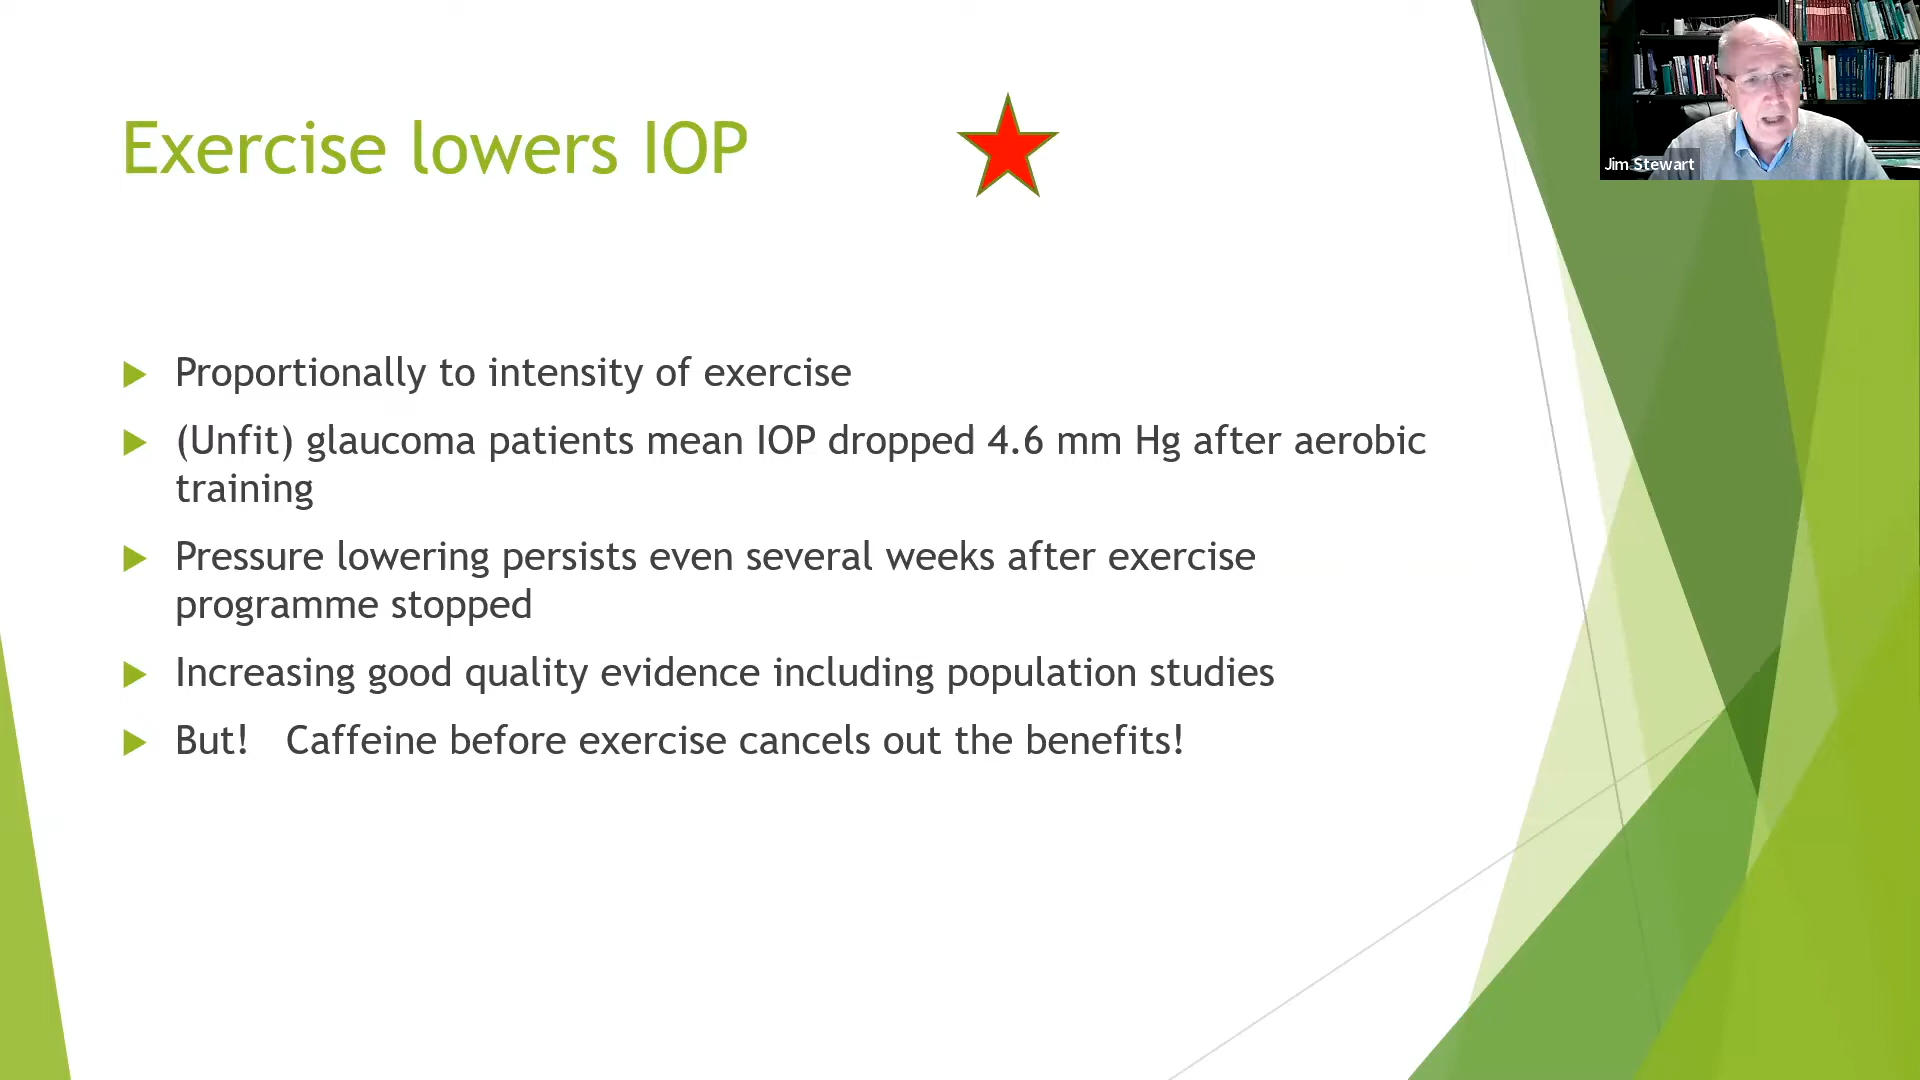 Exercise lowers IOP
Jim Stewart
Proportionally to intensity of exercise
(Unfit) glaucoma patients mean IOP dropped 4.6 mm Hg after aerobic
training
Pressure lowering persists even several weeks after exercise
programme stopped
Increasing good quality evidence including population studies
But! Caffeine before exercise cancels out the benefits!